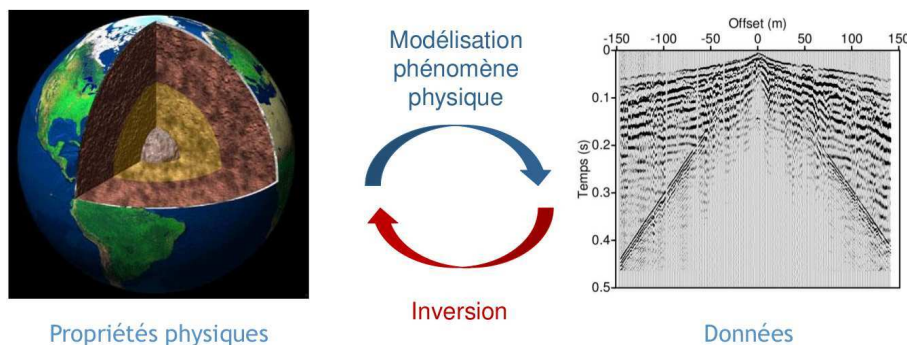 Modélisation
phénomène
physique
Inversion
Propriétés physiques
Offset (m)
-150 -100 -50 0 50 100 150
Temps (s)
0
0.1
0.2
0.3
0.4
0.5
Données